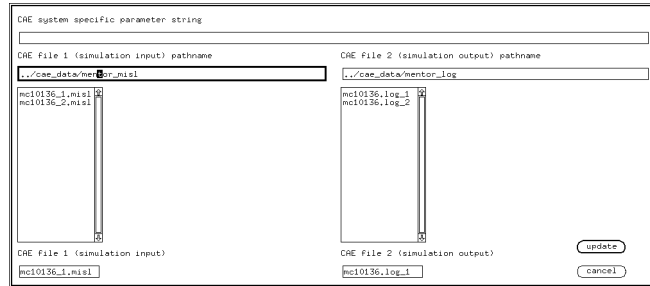 CAE system specific parameter string
CAE file 1 (simulation input) pathname
../cae_data/mentor_misl
mc10136_1.misl
mc10136_2.misl
CAE file 1 (simulation input)
mc10136_1.misl
CAE file 2 (simulation output) pathname
../cae_data/mentor_log
mc10136.log_1
mc10136.log_2
CAE file 2 (simulation output)
mc10136.log_1
update
cancel